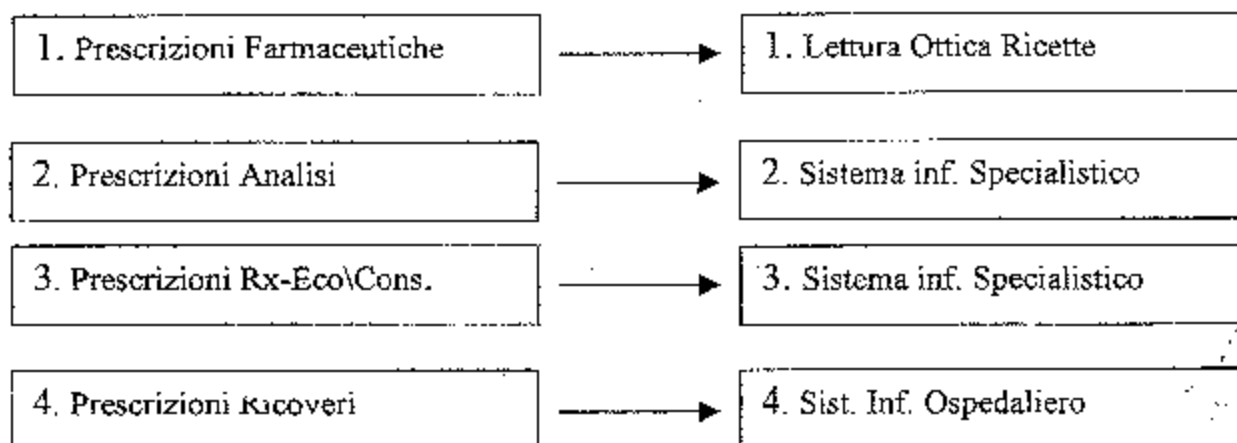 1. Prescrizioni Farmaceutiche
1. Lettura Ottica Ricette
2. Prescrizioni Analisi
2. Sistema inf. Specialistico
3. Prescrizioni Rx-Eco\Cons.
3. Sistema inf. Specialistico
4. Prescrizioni Ricoveri
4. Sist. Inf. Ospedaliero